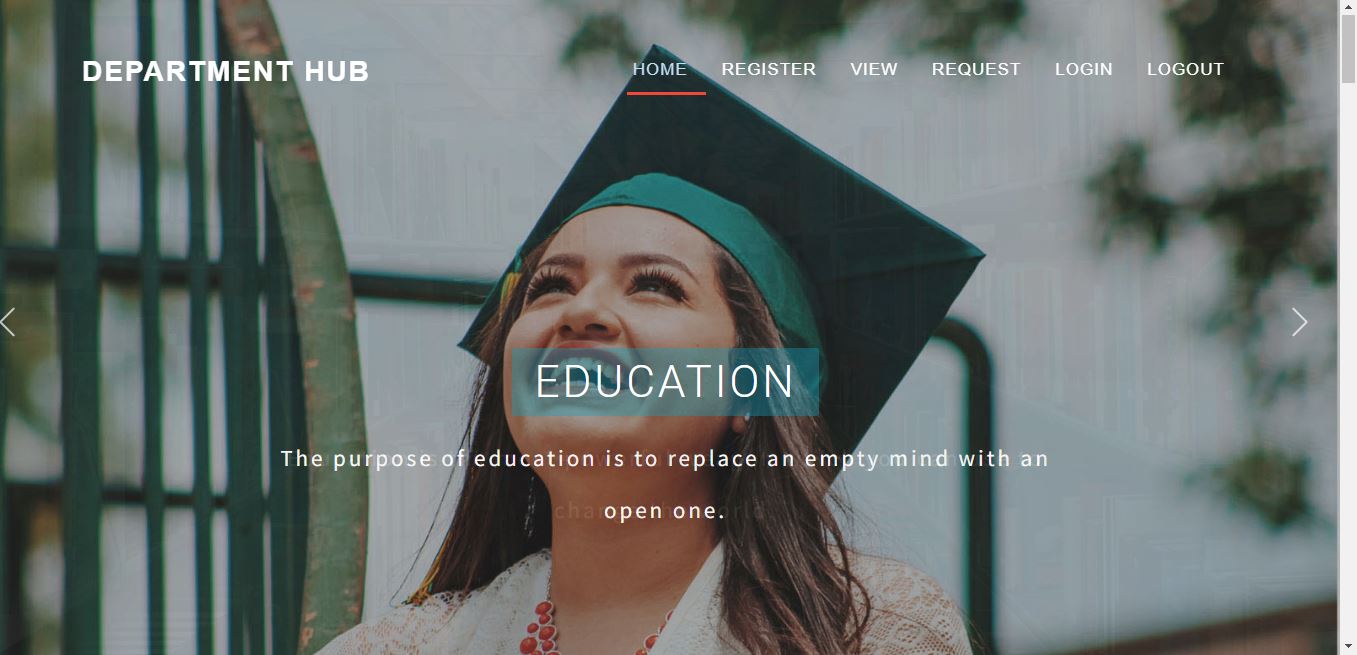 DEPARTMENT HUB
HOME REGISTER VIEW REQUEST LOGIN LOGOUT
EDUCATION
The purpose of education is to replace an empty mind with an
open one.